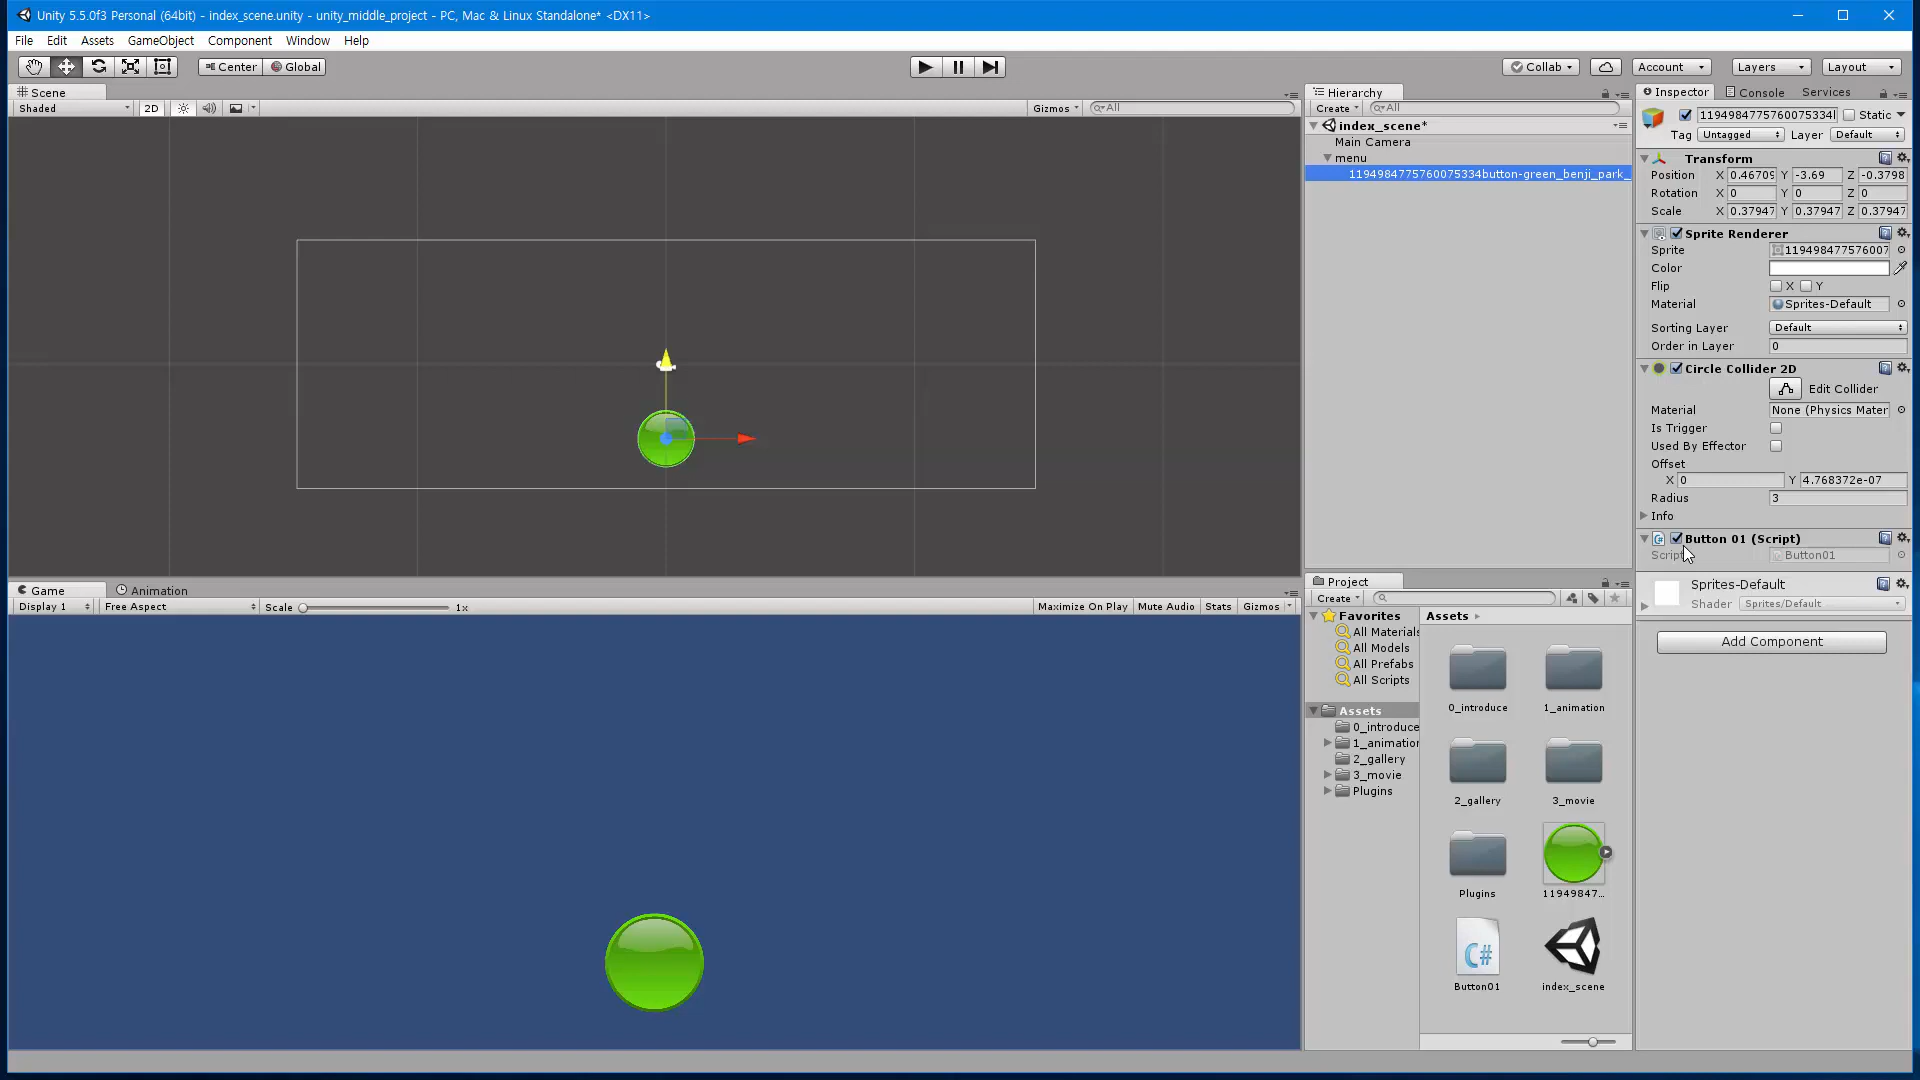 Unity 5.5.0f3 Personal (64bit) - index_scene.unity - unity_middle_project - PC, Mac & Linux Standalone* <DX11>
File Edit Assets GameObject Component Window Help
Center Global
Collab Account Layers Layout
Scene
Shaded 2D Gizmos All
Hierarchy
Create All
index_scene*
Main Camera
menu
1194984775760075334button-green_benji_park_
Inspector Console Services
1194984775760075334l Static
Tag Untagged Layer Default
Transform
Position X 0.46709 Y -3.69 Z -0.3798
Rotation X 0 Y 0 Z 0
Scale X 0.37947 Y 0.37947 Z 0.37947
Sprite Renderer
Sprite 119498477576007
Color
Flip X Y
Material Sprites-Default
Sorting Layer Default
Order in Layer 0
Circle Collider 2D
Edit Collider
Material None (Physics Mater
Is Trigger
Used By Effector
Offset
X 0 Y 4.768372e-07
Radius 3
Info
Button 01 (Script)
Script Button01
Sprites-Default
Shader Sprites/Default
Add Component
Game Animation
Display 1 Free Aspect Scale 1x Maximize On Play Mute Audio Stats Gizmos
Project
Create
Favorites
All Materials
All Models
All Prefabs
All Scripts
Assets
0_introduce
1_animation
2_gallery
3_movie
Plugins
Assets
0_introduce 1_animation
2_gallery 3_movie
Plugins 11949847...
C#
Button01 index_scene